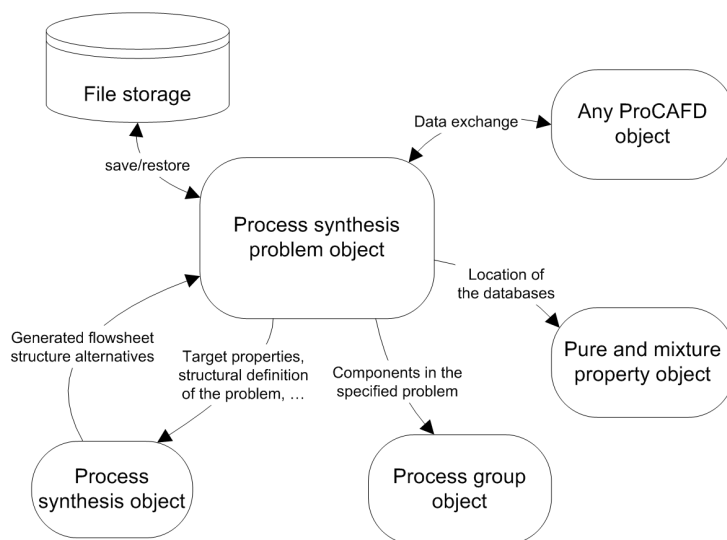 File storage
Any ProCAFD
object
Data exchange
save/restore
Process synthesis
problem object
Location of
the databases
Generated flowsheet
structure alternatives
Target properties,
structural definition
of the problem, …
Components in the
specified problem
Pure and mixture
property object
Process
synthesis object
Process group
object